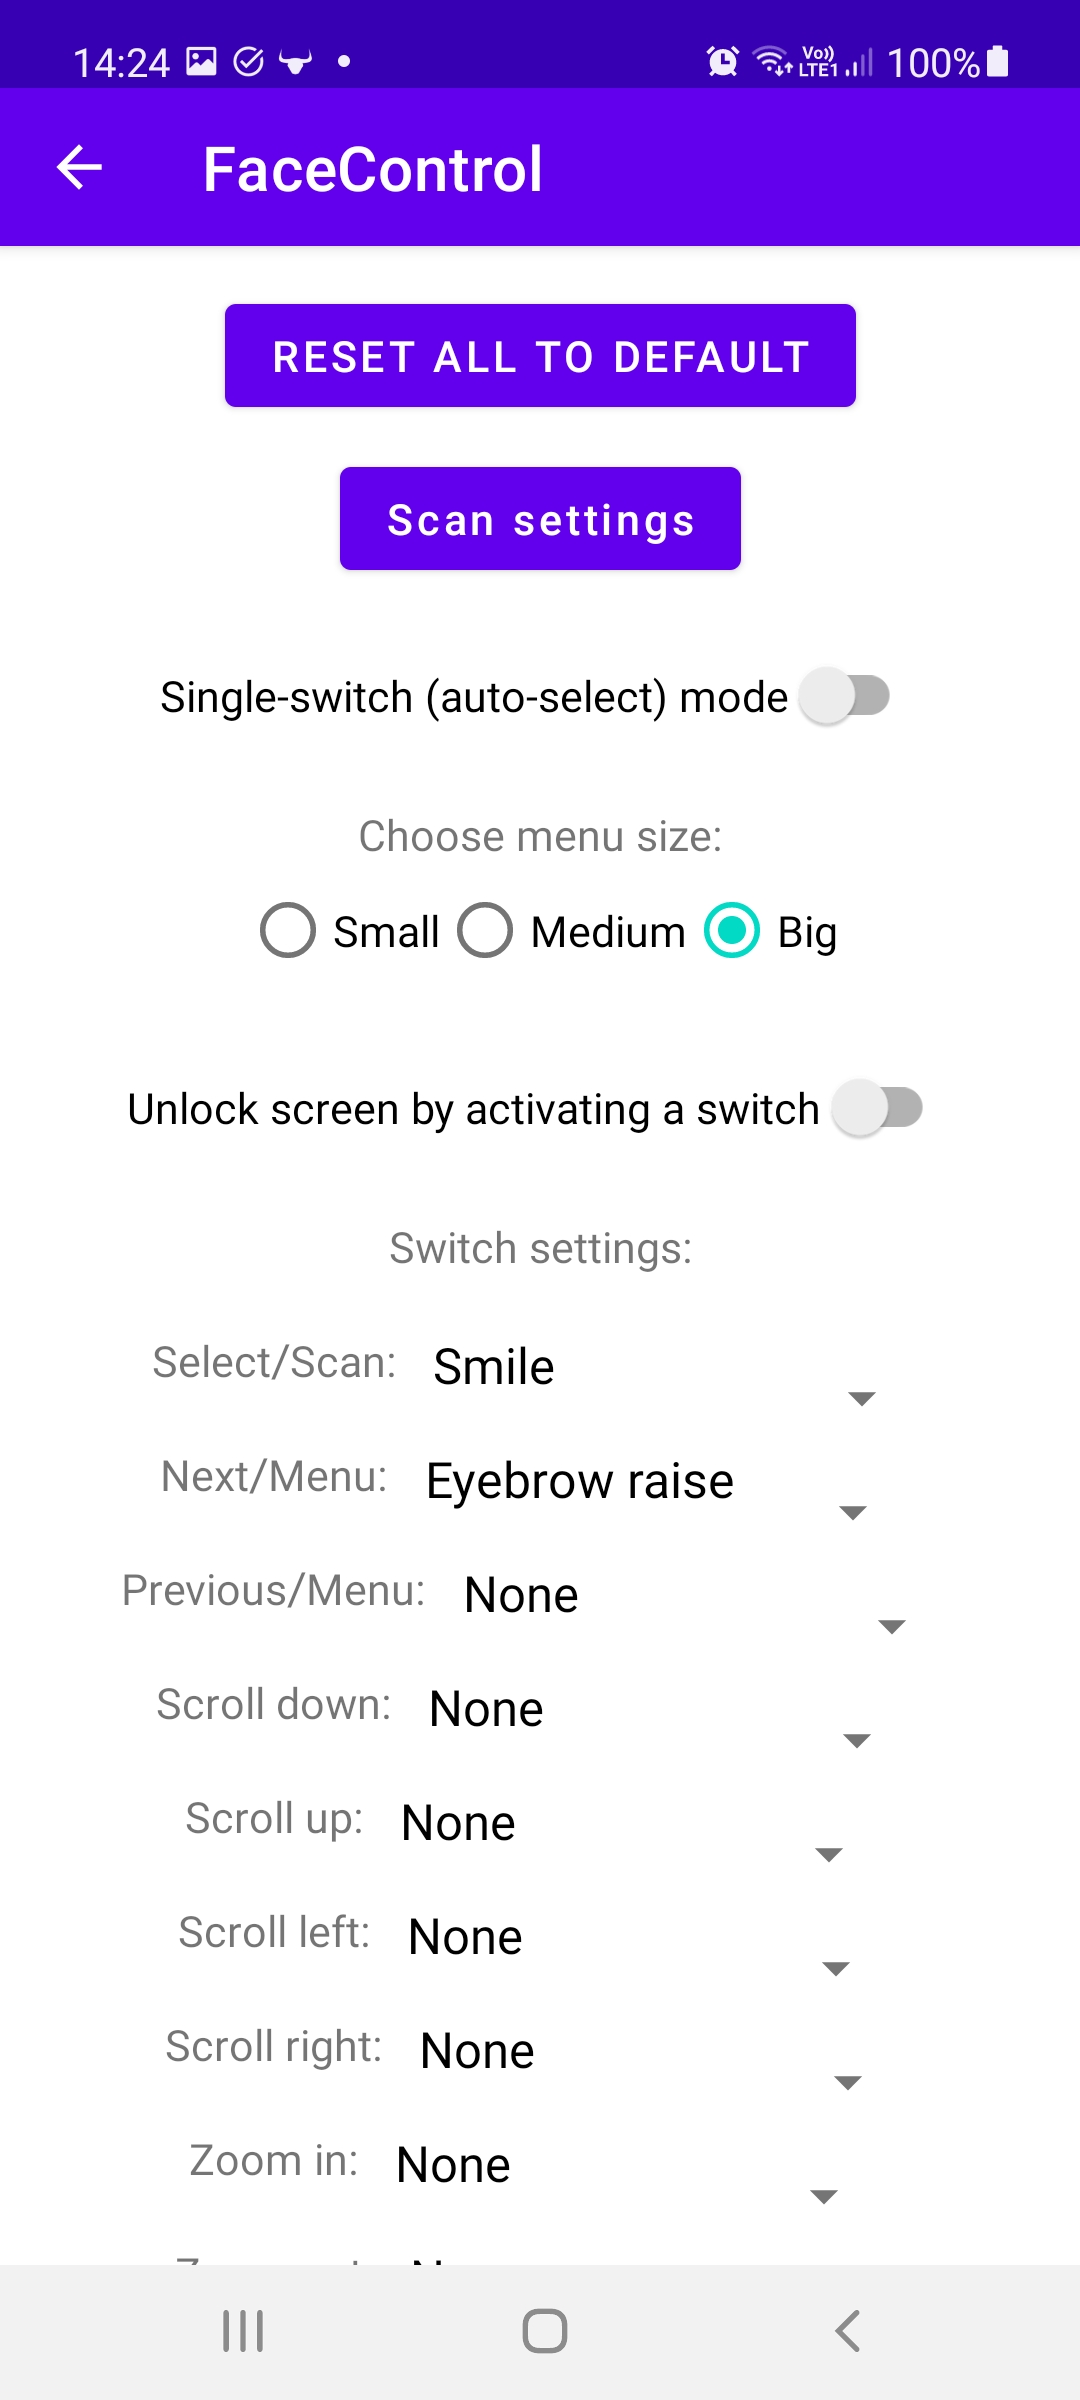 14:24 Vo)) LTE1 100%
FaceControl
RESET ALL TO DEFAULT
Scan settings
Single-switch (auto-select) mode
Choose menu size:
Small Medium Big
Unlock screen by activating a switch
Switch settings:
Select/Scan: Smile
Next/Menu: Eyebrow raise
Previous/Menu: None
Scroll down: None
Scroll up: None
Scroll left: None
Scroll right: None
Zoom in: None